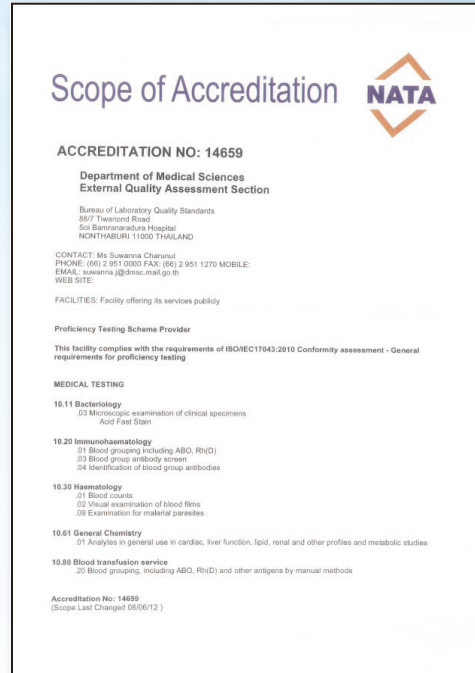 Scope of Accreditation
NATA
ACCREDITATION NO: 14659
Department of Medical Sciences
External Quality Assessment Section
Bureau of Laboratory Quality Standards
88/7 Tiwanond Road
Soi Bamranaradura Hospital
NONTHABURI 11000 THAILAND
CONTACT: Ms Suwanna Charunut
PHONE: (66) 2 951 0000 FAX: (66) 2 951 1270 MOBILE:
EMAIL: suwanna.j@dmsc.mail.go.th
WEB SITE:
FACILITIES: Facility offering its services publicly
Proficiency Testing Scheme Provider
This facility complies with the requirements of ISO/IEC17043:2010 Conformity assessment - General
requirements for proficiency testing
MEDICAL TESTING
10.11 Bacteriology
.03 Microscopic examination of clinical specimens
Acid Fast Stain
10.20 Immunohaematology
.01 Blood grouping including ABO, Rh(D)
.03 Blood group antibody screen
.04 Identification of blood group antibodies
10.30 Haematology
.01 Blood counts
.02 Visual examination of blood films
.09 Examination for malarial parasites
10.61 General Chemistry
.01 Analytes in general use in cardiac, liver function, lipid, renal and other profiles and metabolic studies
10.80 Blood transfusion service
.20 Blood grouping, including ABO, Rh(D) and other antigens by manual methods
Accreditation No: 14659
(Scope Last Changed 08/06/12 )